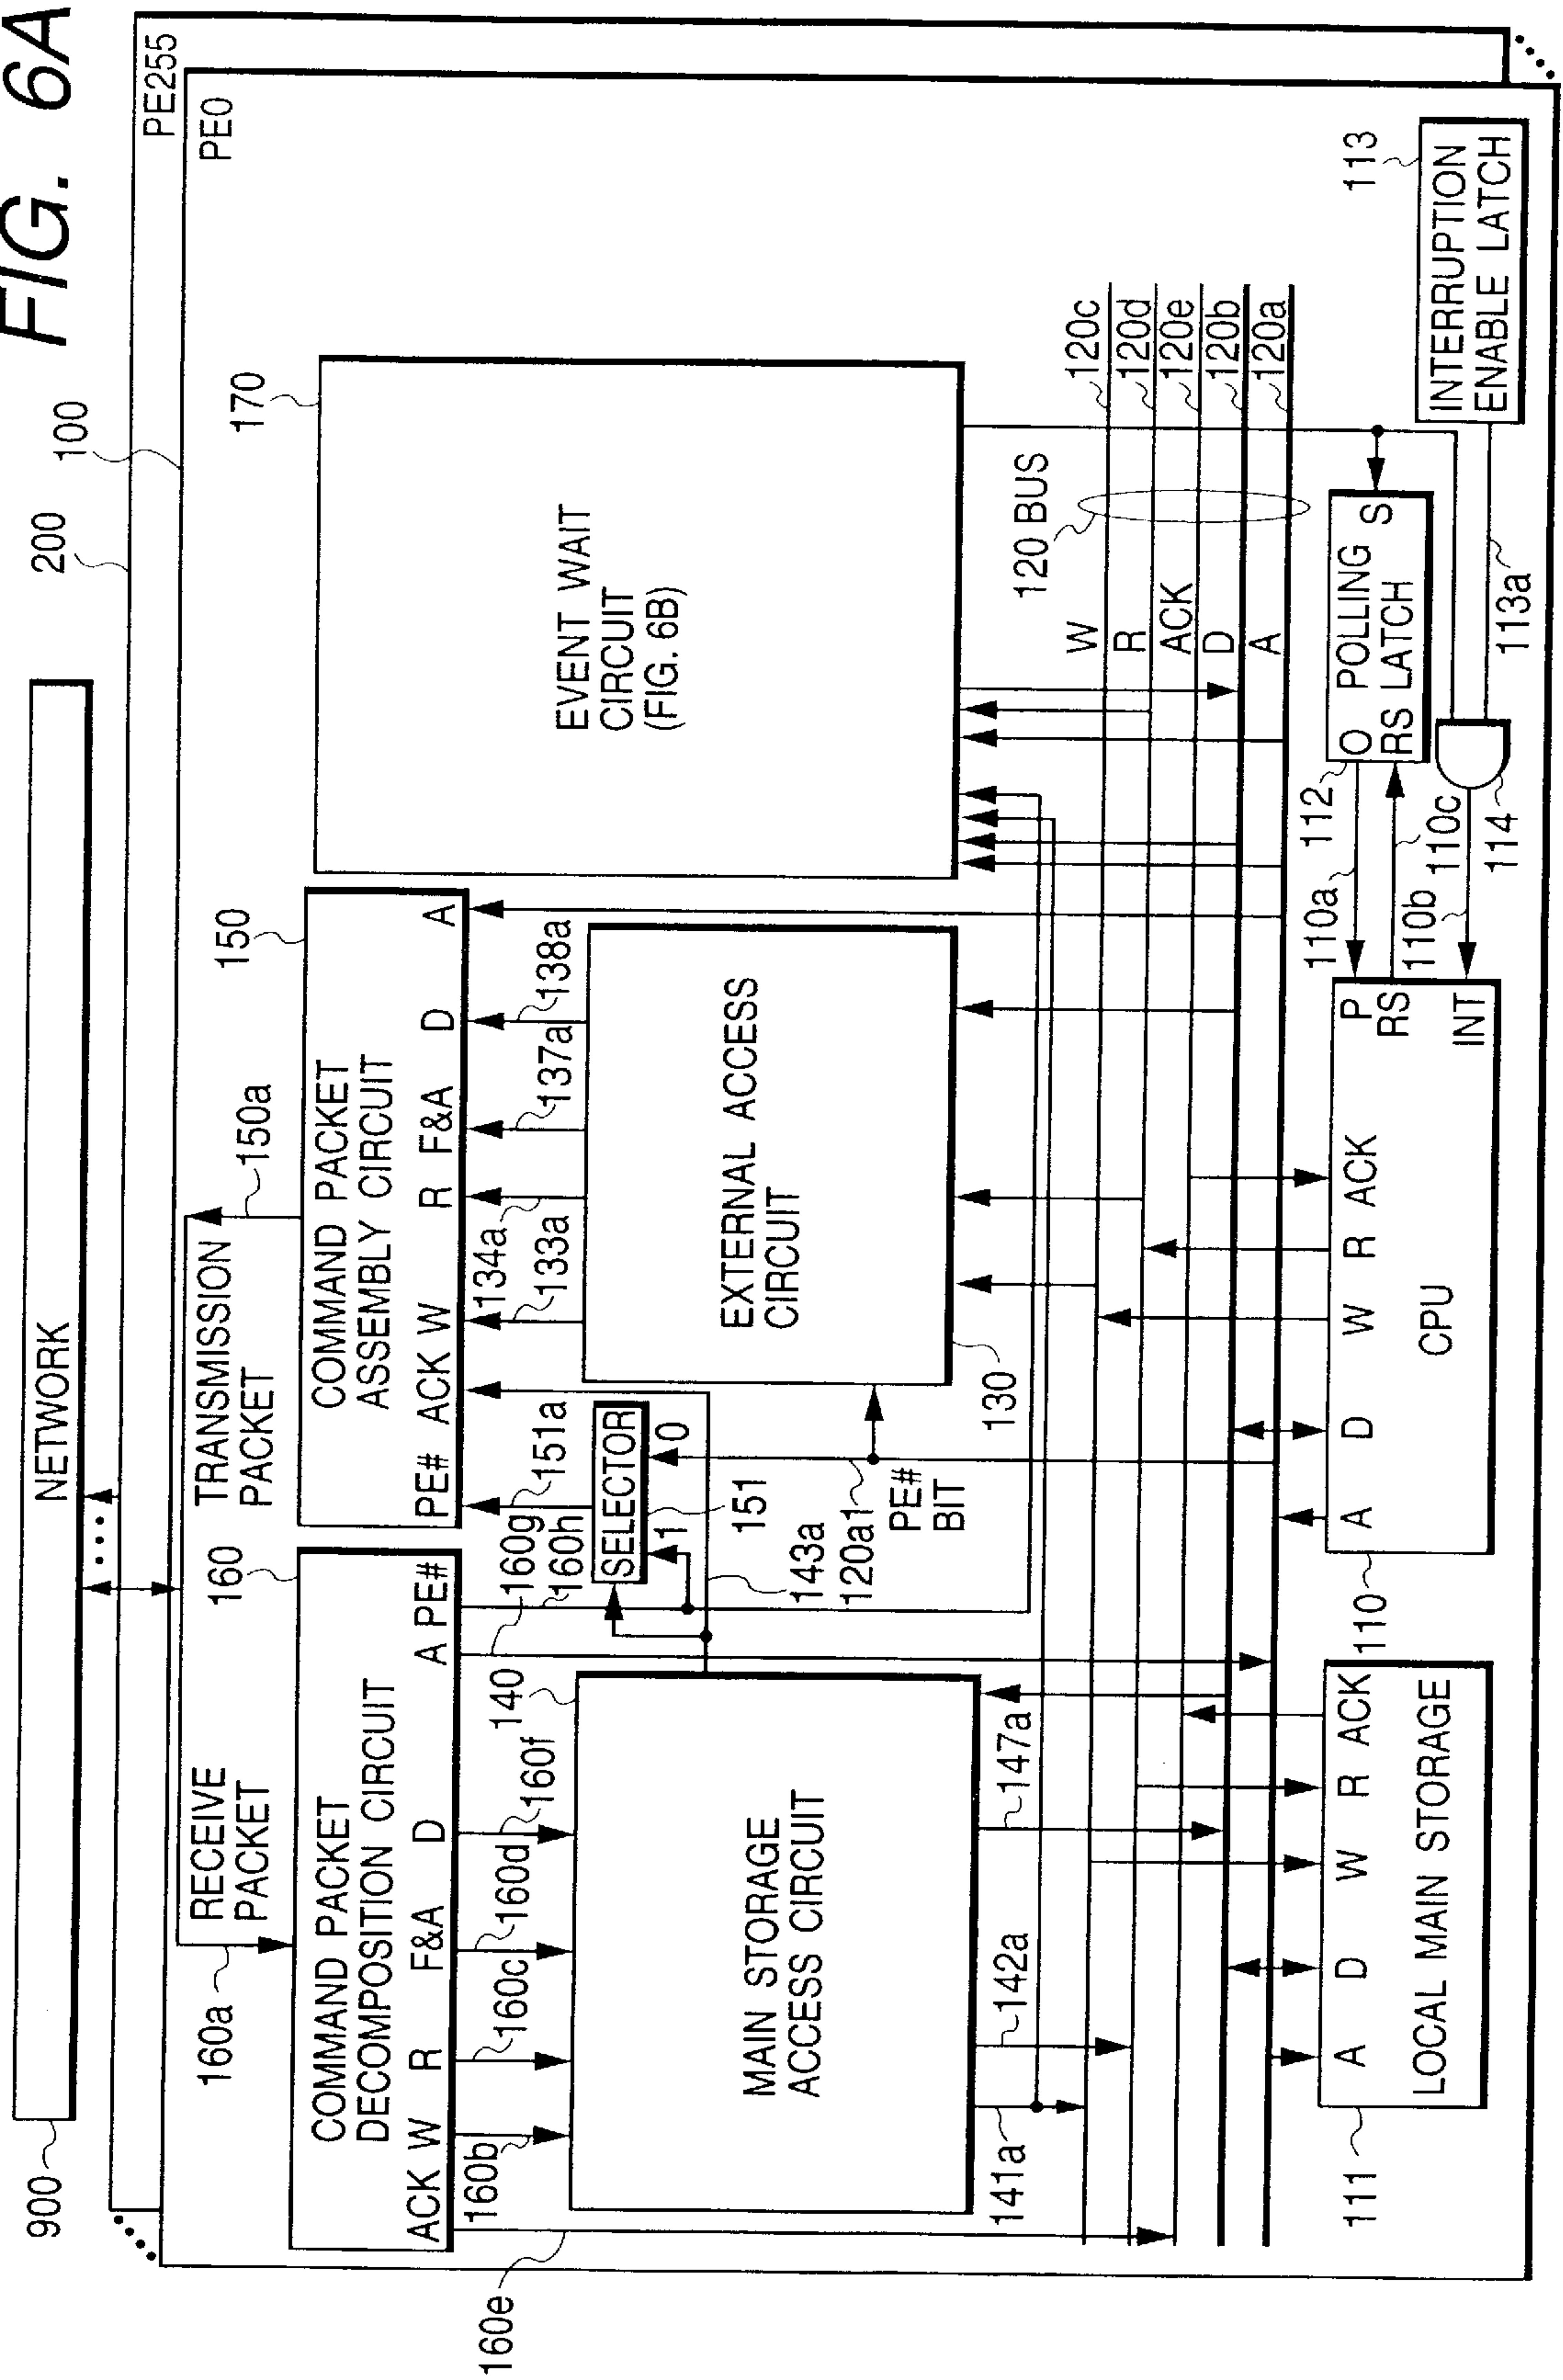 FIG. 6A
900
NETWORK
200
100
PE255
PE0
160a
RECEIVE
PACKET
TRANSMISSION
PACKET
150a
160
COMMAND PACKET
DECOMPOSITION CIRCUIT
ACK W R F&A D A PE#
150
COMMAND PACKET
ASSEMBLY CIRCUIT
PE# ACK W R F&A D A
170
EVENT WAIT
CIRCUIT
(FIG. 6B)
160e
160b
160c
160d
160f
140
160g
160h
151a
134a
133a
137a
138a
SELECTOR
1
0
151
143a
120a1
PE#
BIT
MAIN STORAGE
ACCESS CIRCUIT
EXTERNAL ACCESS
CIRCUIT
130
141a
142a
147a
120 BUS
W
R
ACK
D
A
120c
120d
120e
120b
120a
111
A D W R ACK
LOCAL MAIN STORAGE
110
A D W R ACK
CPU
P
RS
INT
110a
110b
110c
112
O POLLING S
RS LATCH
114
113a
113
INTERRUPTION
ENABLE LATCH